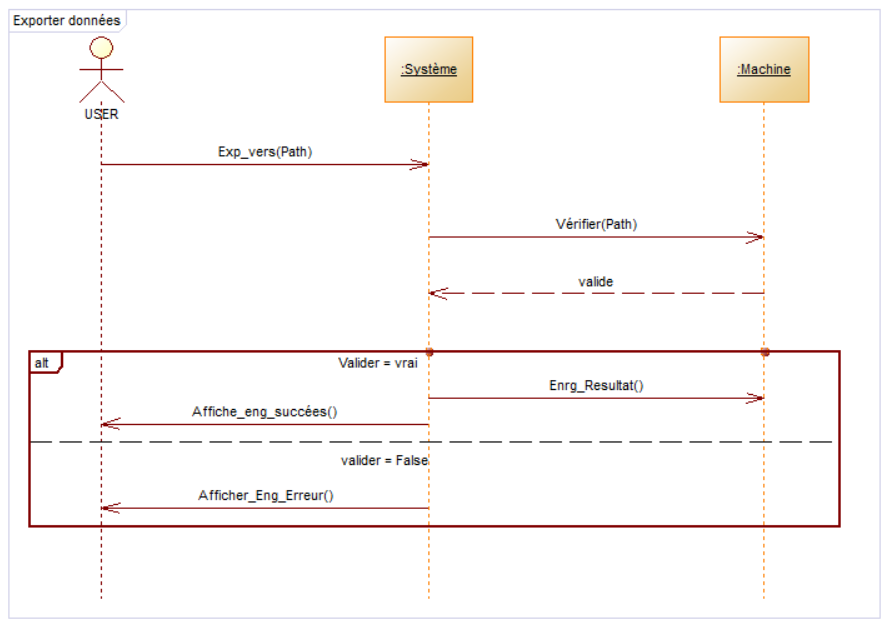 Exporter données
:Système
:Machine
USER
Exp_vers(Path)
Vérifier(Path)
valide
alt
Valider = vrai
Enrg_Resultat()
Affiche_eng_succées()
valider = False
Afficher_Eng_Erreur()